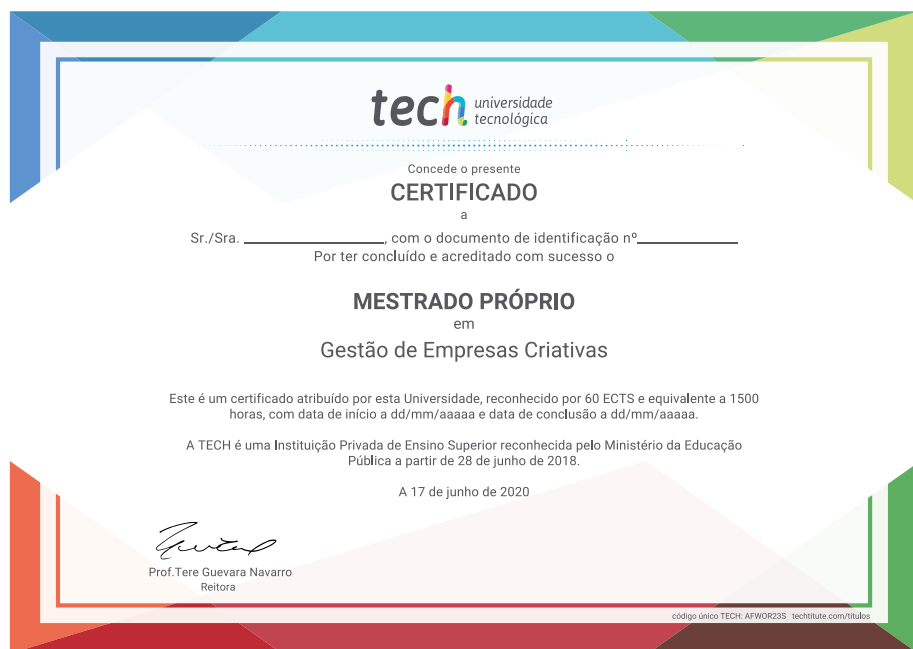 tech universidade
tecnológica
Concede o presente
CERTIFICADO
a
Sr./Sra. __________________, com o documento de identificação nº_____________
Por ter concluído e acreditado com sucesso o
MESTRADO PRÓPRIO
em
Gestão de Empresas Criativas
Este é um certificado atribuído por esta Universidade, reconhecido por 60 ECTS e equivalente a 1500
horas, com data de início a dd/mm/aaaaa e data de conclusão a dd/mm/aaaaa.
A TECH é uma Instituição Privada de Ensino Superior reconhecida pelo Ministério da Educação
Pública a partir de 28 de junho de 2018.
A 17 de junho de 2020
Prof.Tere Guevara Navarro
Reitora
código único TECH: AFWOR23S techtitute.com/titulos